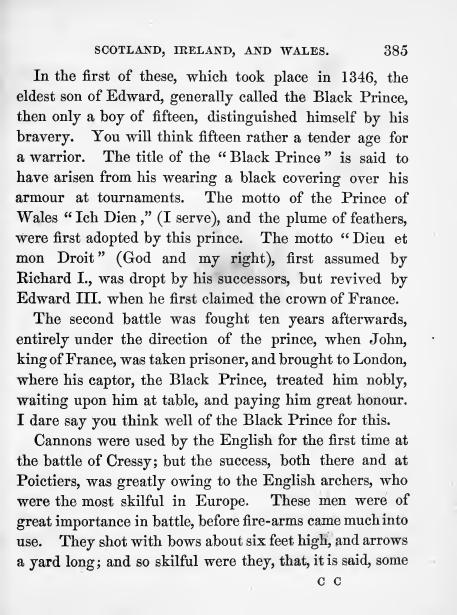 SCOTLAND, IRELAND, AND WALES. 385
In the first of these, which took place in 1346, the
eldest son of Edward, generally called the Black Prince,
then only a boy of fifteen, distinguished himself by his
bravery. You will think fifteen rather a tender age for
a warrior. The title of the “Black Prince” is said to
have arisen from his wearing a black covering over his
armour at tournaments. The motto of the Prince of
Wales “Ich Dien,” (I serve), and the plume of feathers,
were first adopted by this prince. The motto “Dieu et
mon Droit” (God and my right), first assumed by
Richard I., was dropt by his successors, but revived by
Edward III. when he first claimed the crown of France.
The second battle was fought ten years afterwards,
entirely under the direction of the prince, when John,
king of France, was taken prisoner, and brought to London,
where his captor, the Black Prince, treated him nobly,
waiting upon him at table, and paying him great honour.
I dare say you think well of the Black Prince for this.
Cannons were used by the English for the first time at
the battle of Cressy; but the success, both there and at
Poictiers, was greatly owing to the English archers, who
were the most skilful in Europe. These men were of
great importance in battle, before fire-arms came much into
use. They shot with bows about six feet high, and arrows
a yard long; and so skilful were they, that, it is said, some
C C